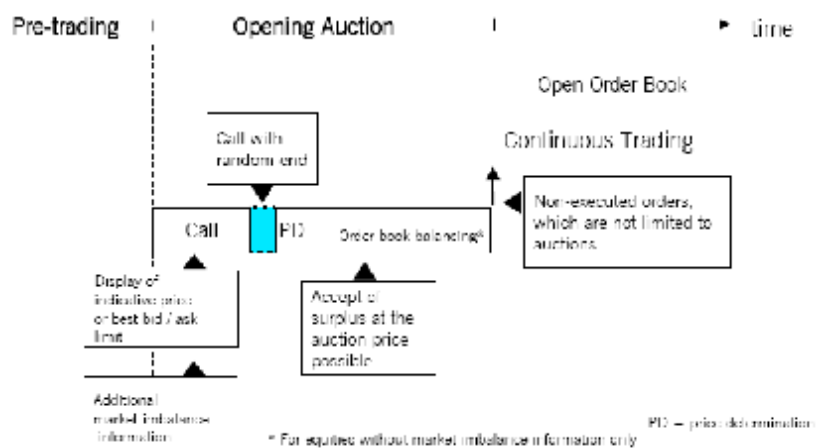 Pre-trading
Opening Auction
time
Open Order Book
Call with
random end
Continuous Trading
Non-executed orders,
which are not limited to
auctions
Call
PD
Order book balancing*
Display of
indicative price
or best bid / ask
limit
Accept of
surplus at the
auction price
possible
Additional
market imbalance
information
PD = price determination
* For equities without market imbalance information only